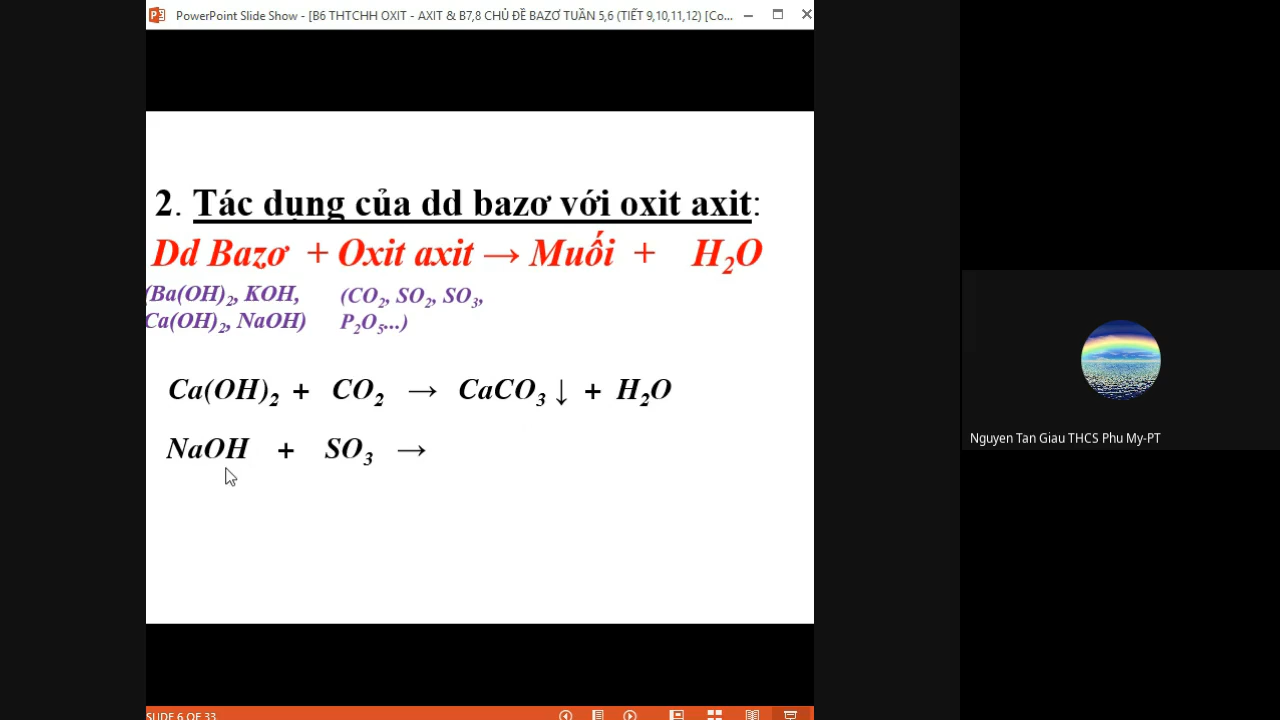 PowerPoint Slide Show - [B6 THTCHH OXIT - AXIT & B7,8 CHỦ ĐỀ BAZƠ TUẦN 5,6 (TIẾT 9,10,11,12) [Co...
2. Tác dụng của dd bazơ với oxit axit:
Dd Bazơ + Oxit axit → Muối + H₂O
(Ba(OH)₂, KOH, (CO₂, SO₂, SO₃,
Ca(OH)₂, NaOH) P₂O₅...)
Ca(OH)₂ + CO₂ → CaCO₃ ↓ + H₂O
NaOH + SO₃ →
Nguyen Tan Giau THCS Phu My-PT
SLIDE 6 OF 33